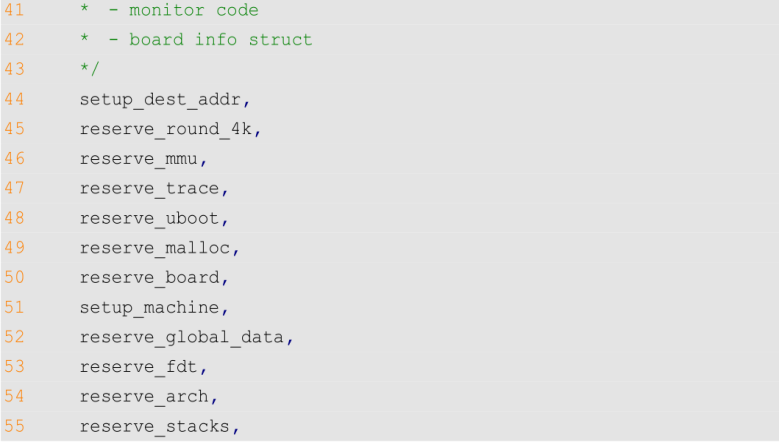 41 * - monitor code
42 * - board info struct
43 */
44 setup_dest_addr,
45 reserve_round_4k,
46 reserve_mmu,
47 reserve_trace,
48 reserve_uboot,
49 reserve_malloc,
50 reserve_board,
51 setup_machine,
52 reserve_global_data,
53 reserve_fdt,
54 reserve_arch,
55 reserve_stacks,